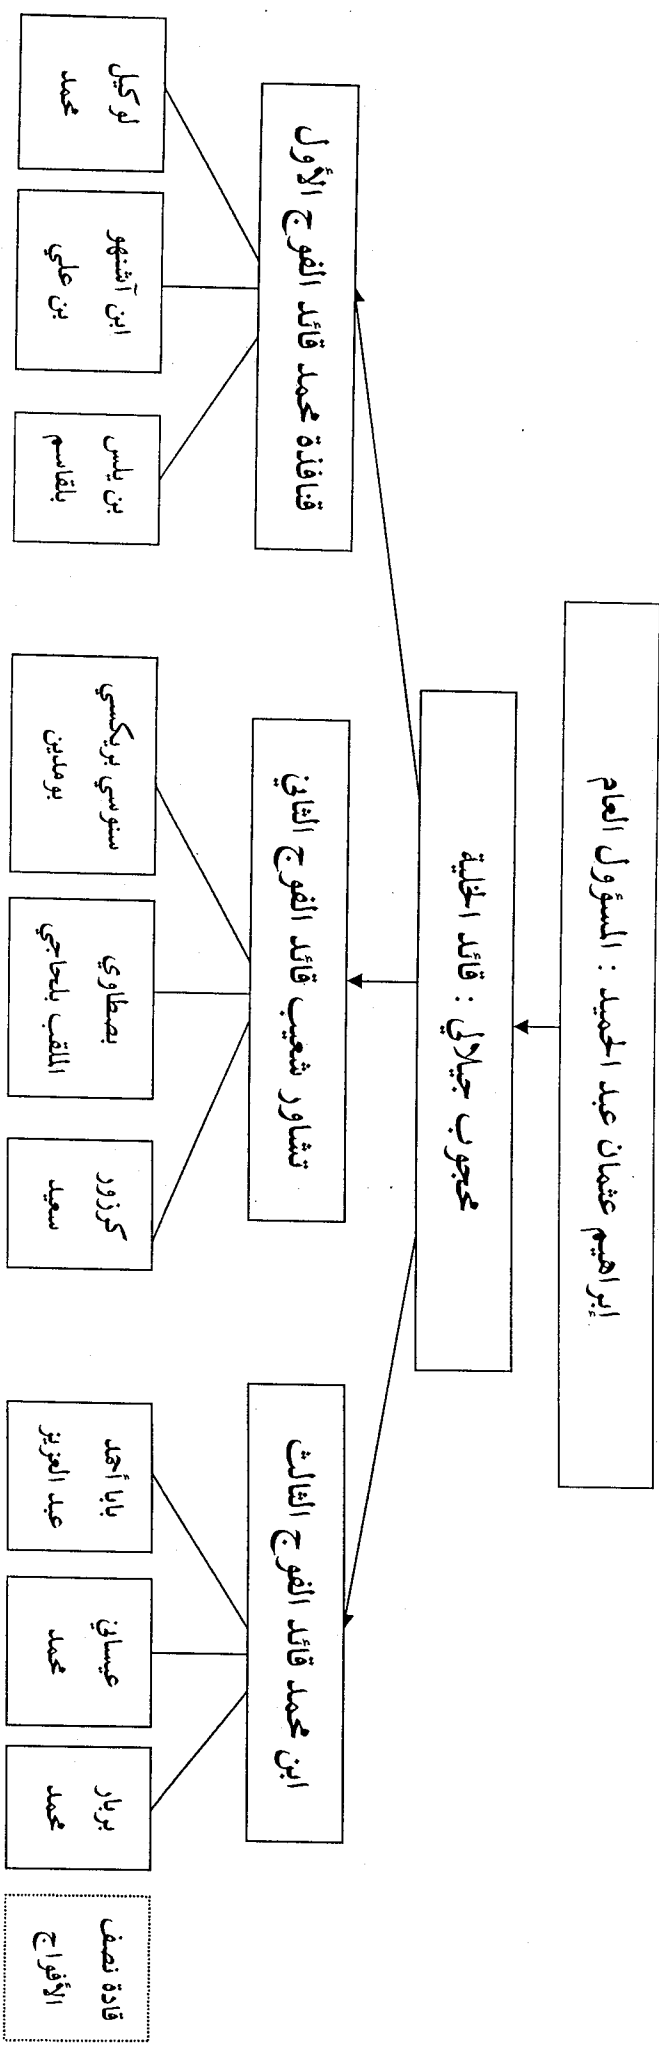 إبراهيم عثمان عبد الحميد : المسؤول العام
محجوب جيلالي : قائد الخلية
قنافذة محمد قائد الفوج الأول
تشاور شعيب قائد الفوج الثاني
ابن محمد قائد الفوج الثالث
لوكيل
محمد
ابن آشنهو
بن علي
بن يلس
بلقاسم
سنوسي بريكسي
بومدين
بصطاوي
الملقب بلحاجي
كرزور
سعيد
بابا أحمد
عبد العزيز
عيساني
محمد
بربار
محمد
قادة نصف
الأفواج